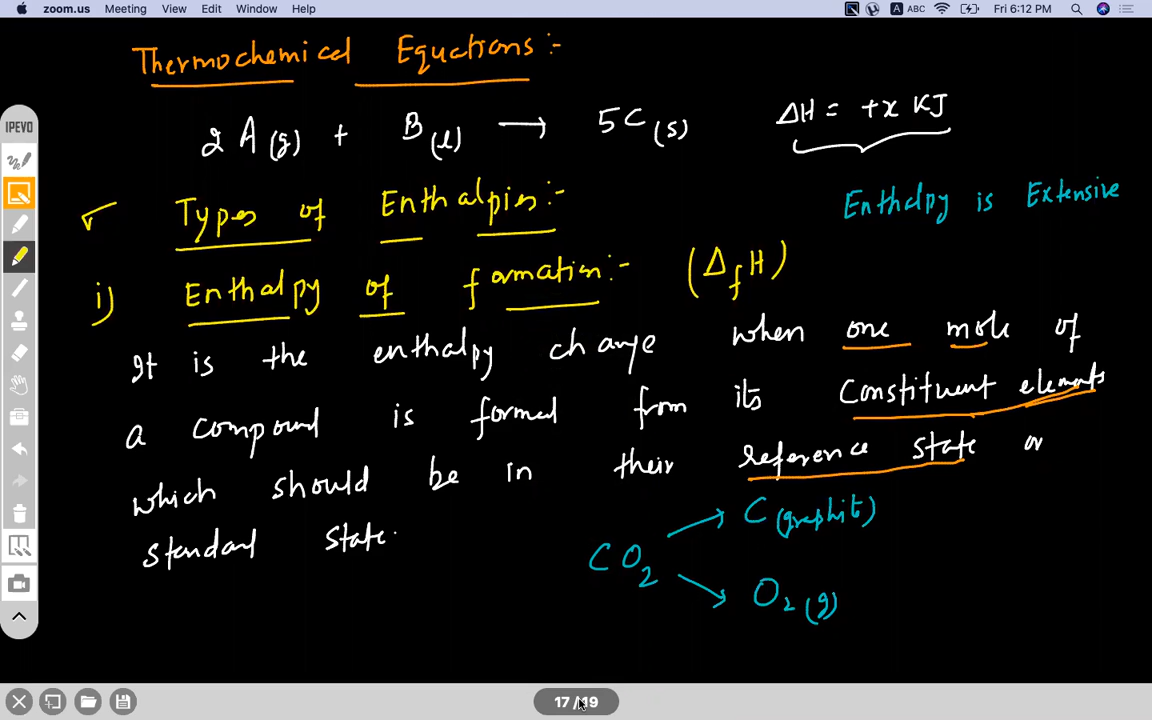 zoom.us Meeting View Edit Window Help A ABC Fri 6:12 PM
Thermochemical Equations:-
2 A(g) + B(l) → 5C(s) ΔH = +x KJ
Enthalpy is Extensive
Types of Enthalpies:-
IPEVO
i) Enthalpy of formation:- (ΔfH)
It is the enthalpy change when one mole of
a compound is formed from its Constituent elements
which should be in their reference state or
standard state.
CO2 → C(graphite)
→ O2(g)
17 / 19